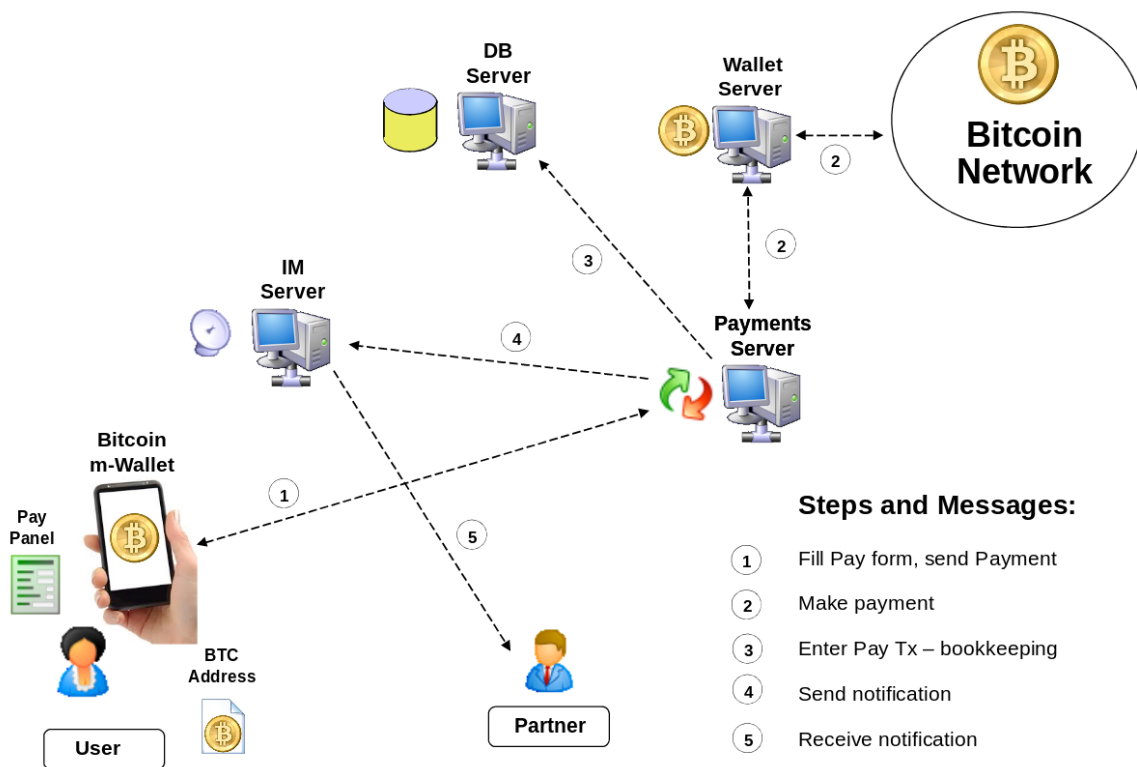 DB
Server
Wallet
Server
Bitcoin
Network
2
2
3
IM
Server
Payments
Server
4
Bitcoin
m-Wallet
1
Pay
Panel
5
BTC
Address
User
Partner
Steps and Messages:
1 Fill Pay form, send Payment
2 Make payment
3 Enter Pay Tx – bookkeeping
4 Send notification
5 Receive notification